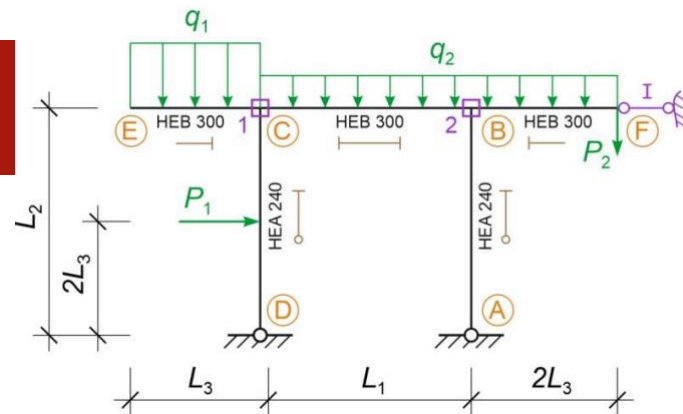 q₁
q₂
I
E
HEB 300
1
C
HEB 300
2
B
HEB 300
F
P₂
L₂
P₁
2L₃
HEA 240
HEA 240
D
A
L₃
L₁
2L₃